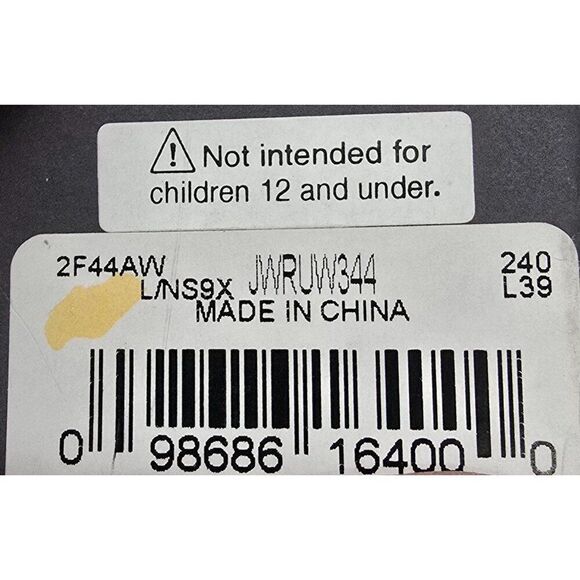 Not intended for
children 12 and under.
2F44AW JWRUW344 240
L/NS9X L39
MADE IN CHINA
0 98686 16400 0